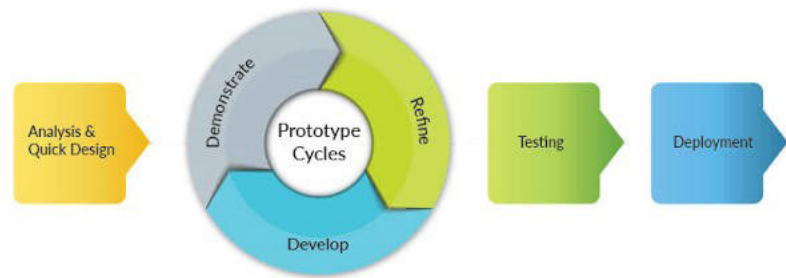 Analysis &
Quick Design
Demonstrate
Refine
Prototype
Cycles
Develop
Testing
Deployment